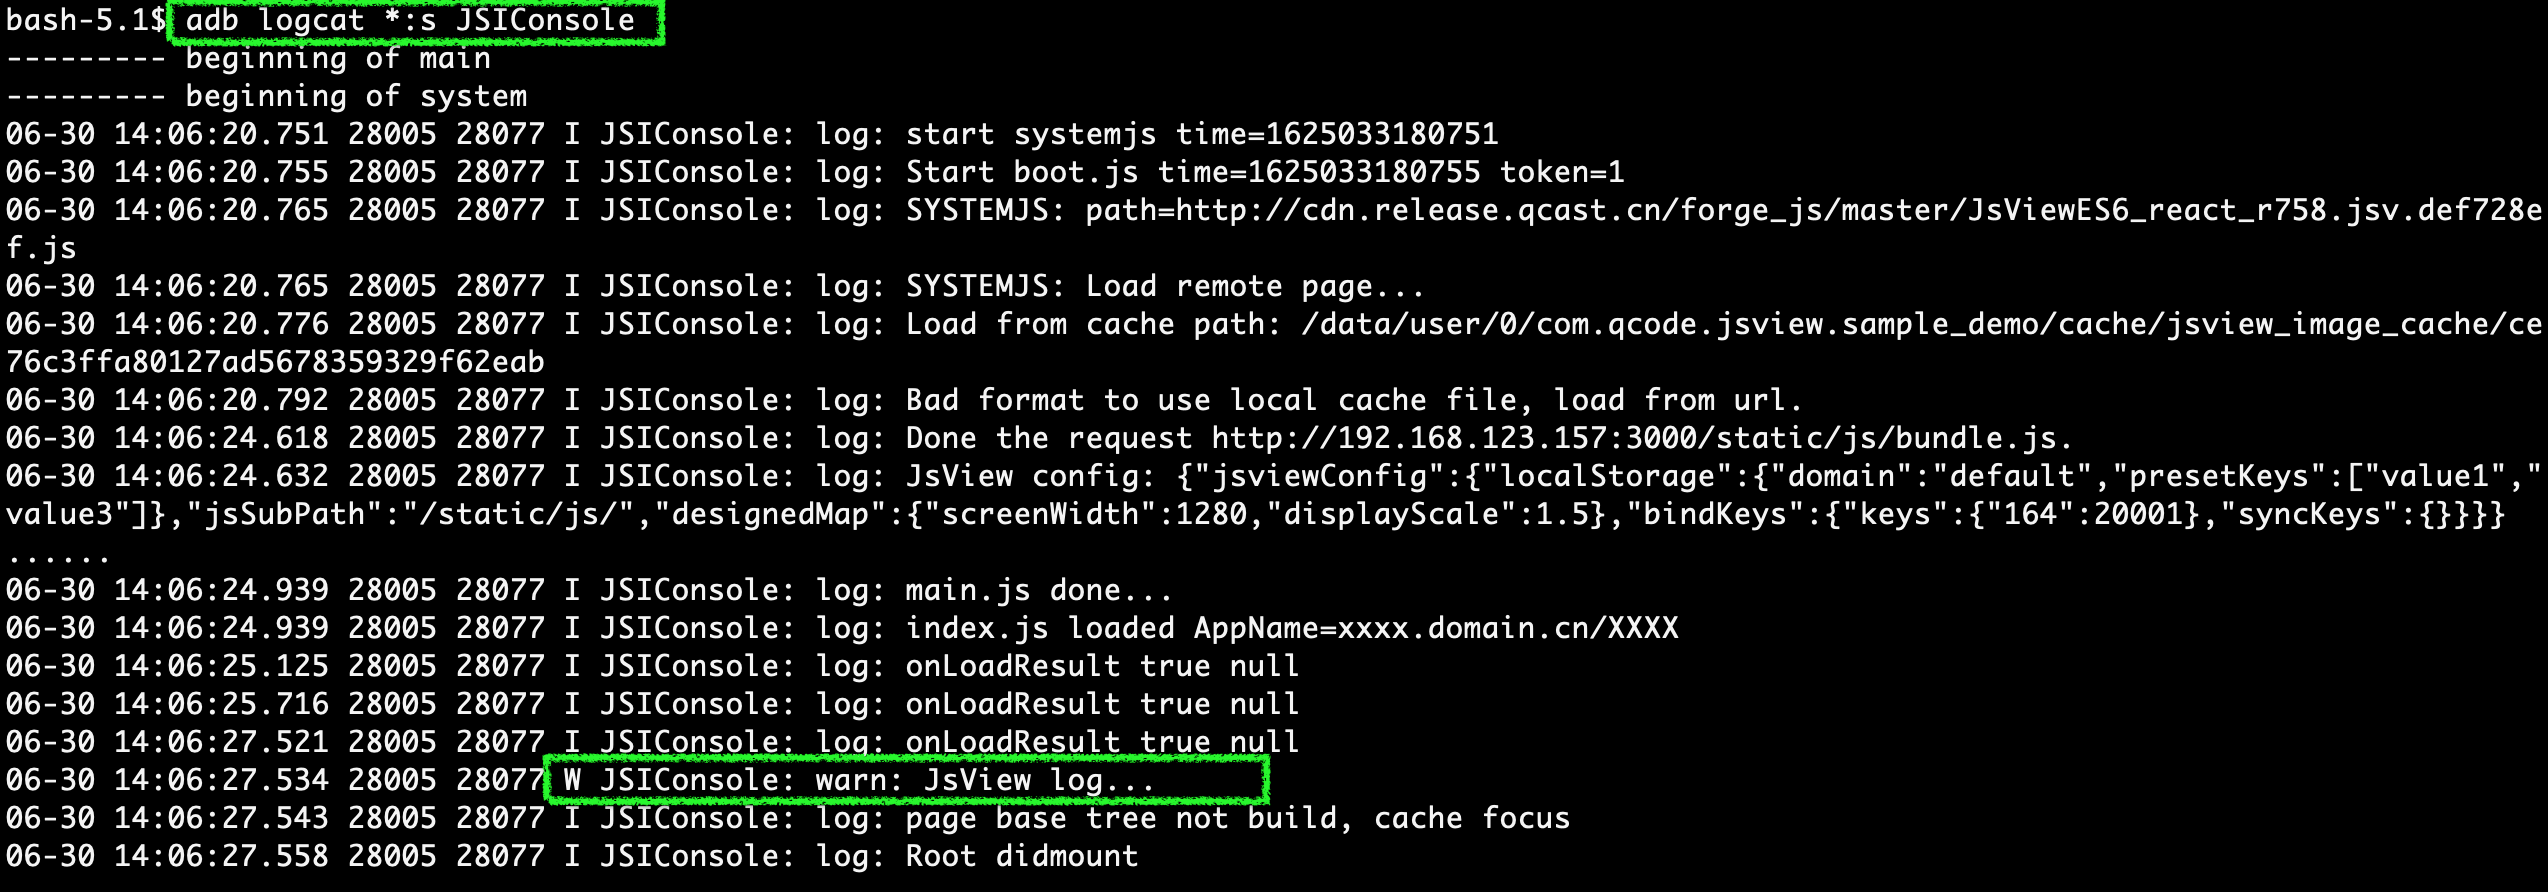 bash-5.1$ adb logcat *:s JSIConsole
--------- beginning of main
--------- beginning of system
06-30 14:06:20.751 28005 28077 I JSIConsole: log: start systemjs time=1625033180751
06-30 14:06:20.755 28005 28077 I JSIConsole: log: Start boot.js time=1625033180755 token=1
06-30 14:06:20.765 28005 28077 I JSIConsole: log: SYSTEMJS: path=http://cdn.release.qcast.cn/forge_js/master/JsViewES6_react_r758.jsv.def728e
f.js
06-30 14:06:20.765 28005 28077 I JSIConsole: log: SYSTEMJS: Load remote page...
06-30 14:06:20.776 28005 28077 I JSIConsole: log: Load from cache path: /data/user/0/com.qcode.jsview.sample_demo/cache/jsview_image_cache/ce
76c3ffa80127ad5678359329f62eab
06-30 14:06:20.792 28005 28077 I JSIConsole: log: Bad format to use local cache file, load from url.
06-30 14:06:24.618 28005 28077 I JSIConsole: log: Done the request http://192.168.123.157:3000/static/js/bundle.js.
06-30 14:06:24.632 28005 28077 I JSIConsole: log: JsView config: {"jsviewConfig":{"localStorage":{"domain":"default","presetKeys":["value1","
value3"]},"jsSubPath":"/static/js/","designedMap":{"screenWidth":1280,"displayScale":1.5},"bindKeys":{"keys":{"164":20001},"syncKeys":{}}}}
......
06-30 14:06:24.939 28005 28077 I JSIConsole: log: main.js done...
06-30 14:06:24.939 28005 28077 I JSIConsole: log: index.js loaded AppName=xxxx.domain.cn/XXXX
06-30 14:06:25.125 28005 28077 I JSIConsole: log: onLoadResult true null
06-30 14:06:25.716 28005 28077 I JSIConsole: log: onLoadResult true null
06-30 14:06:27.521 28005 28077 I JSIConsole: log: onLoadResult true null
06-30 14:06:27.534 28005 28077 W JSIConsole: warn: JsView log...
06-30 14:06:27.543 28005 28077 I JSIConsole: log: page base tree not build, cache focus
06-30 14:06:27.558 28005 28077 I JSIConsole: log: Root didmount